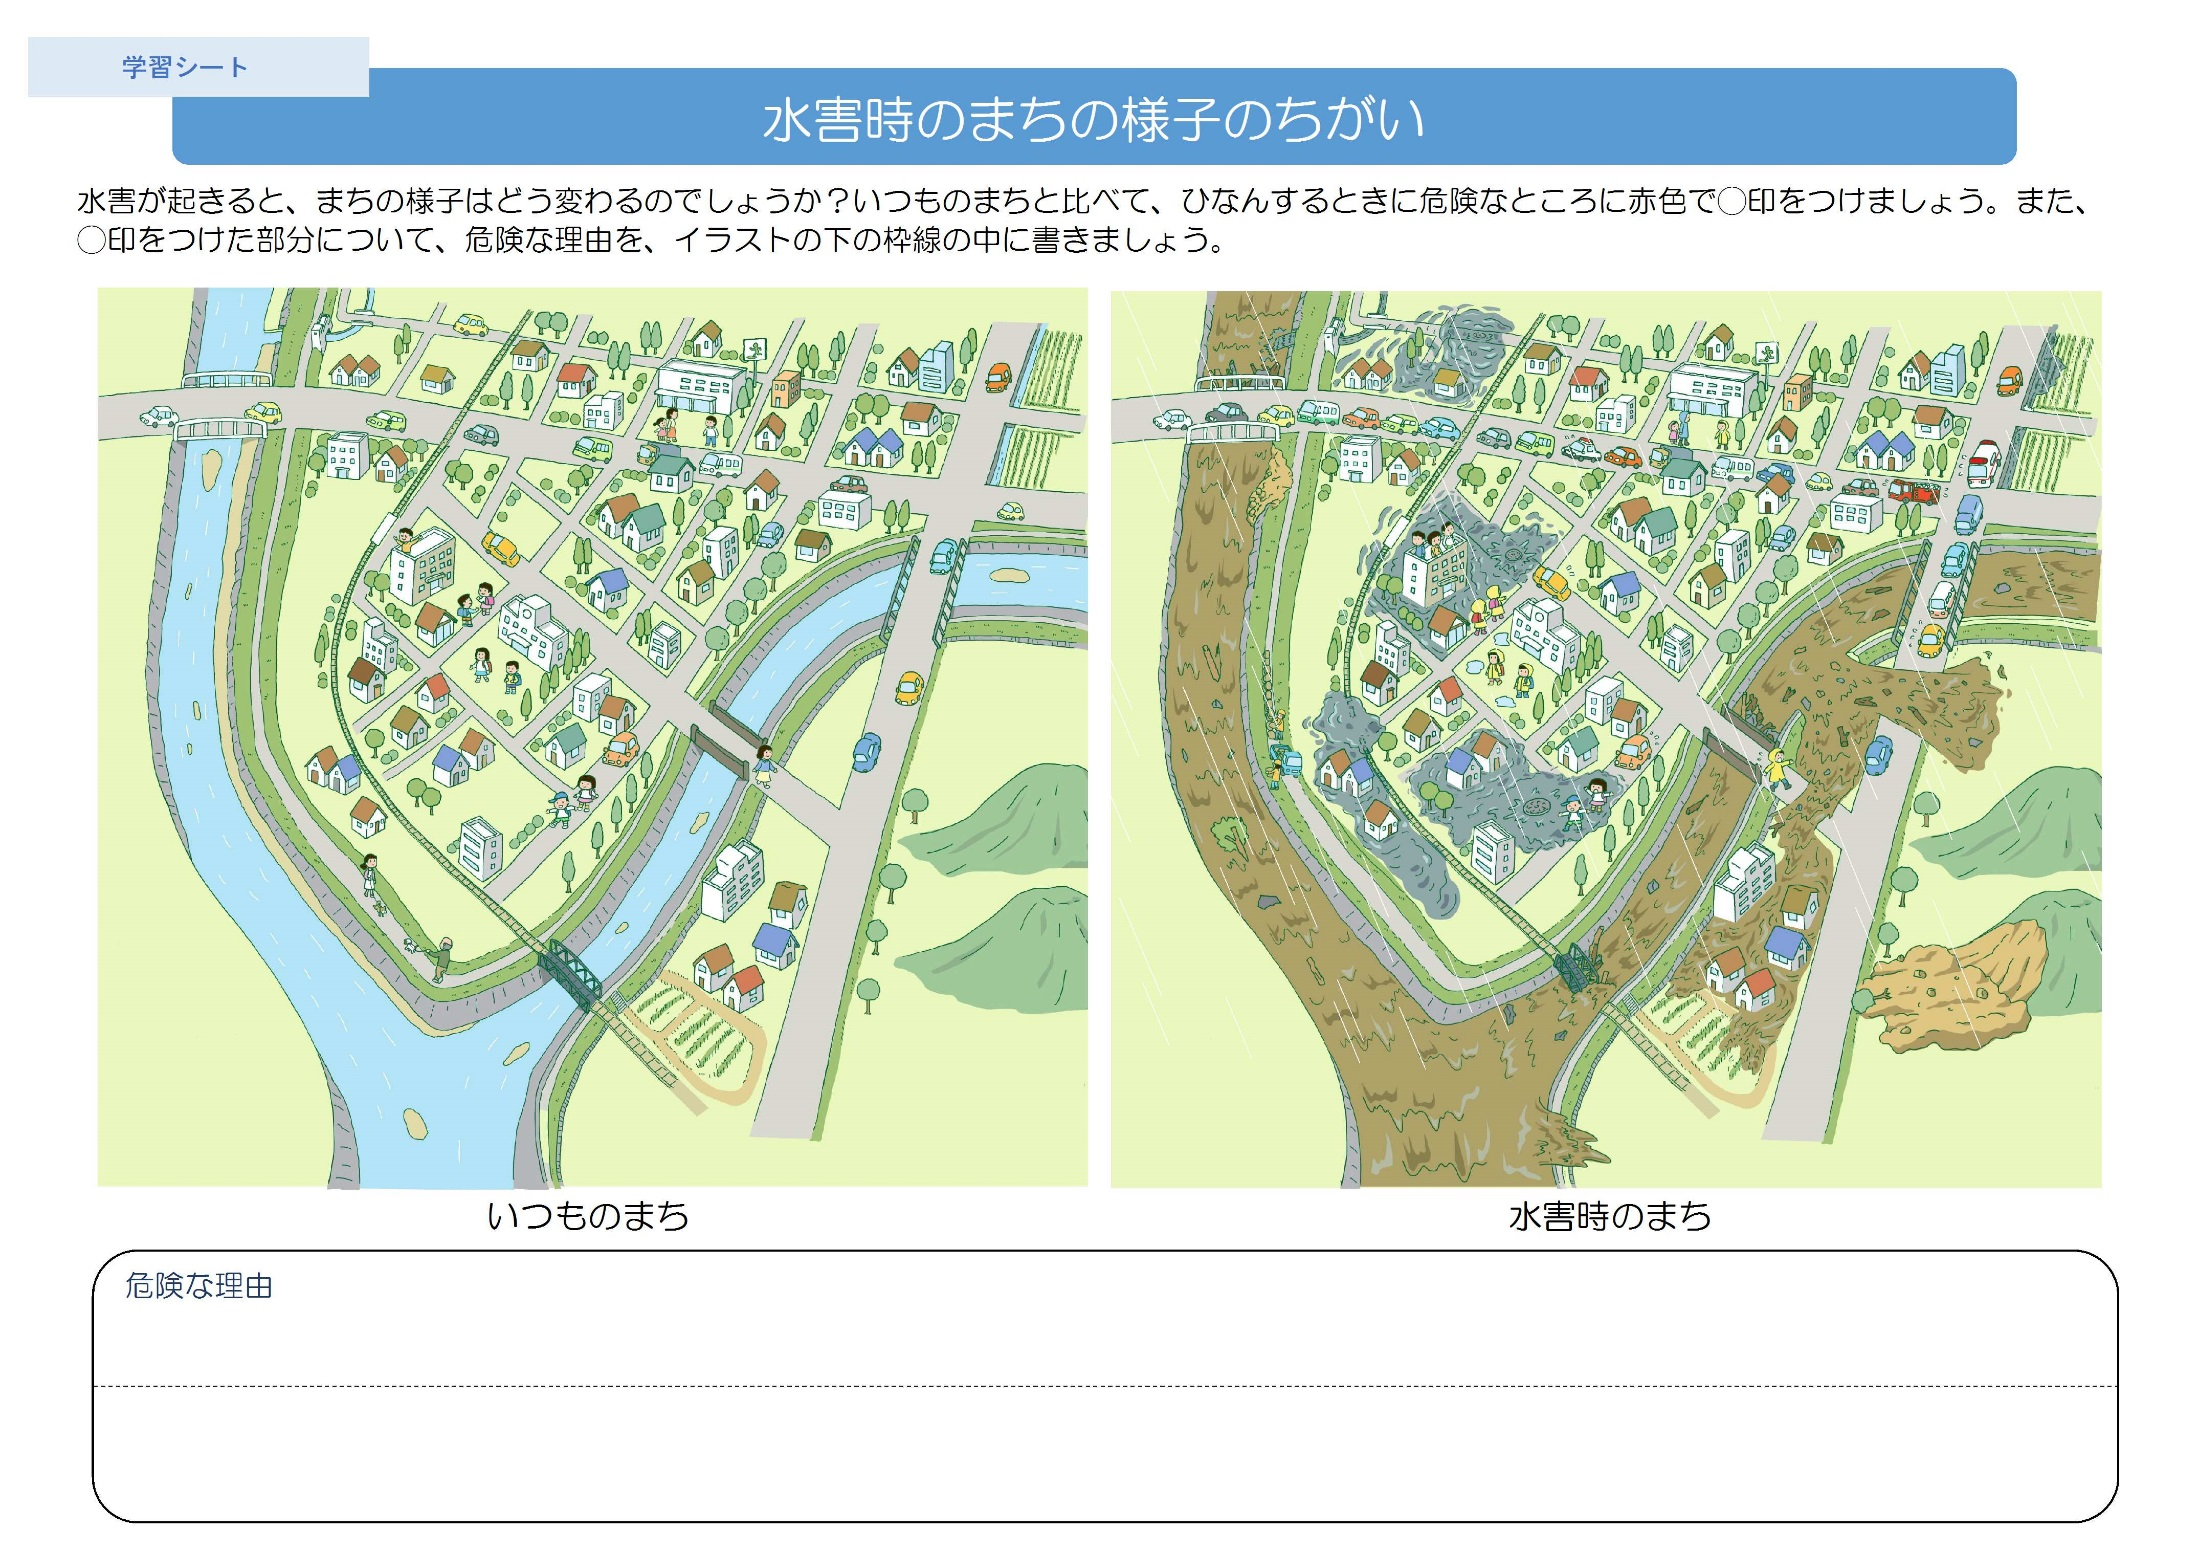 学習シート
水害時のまちの様子のちがい
水害が起きると、まちの様子はどう変わるのでしょうか？いつものまちと比べて、ひなんするときに危険なところに赤色で○印をつけましょう。また、
○印をつけた部分について、危険な理由を、イラストの下の枠線の中に書きましょう。
いつものまち
水害時のまち
危険な理由